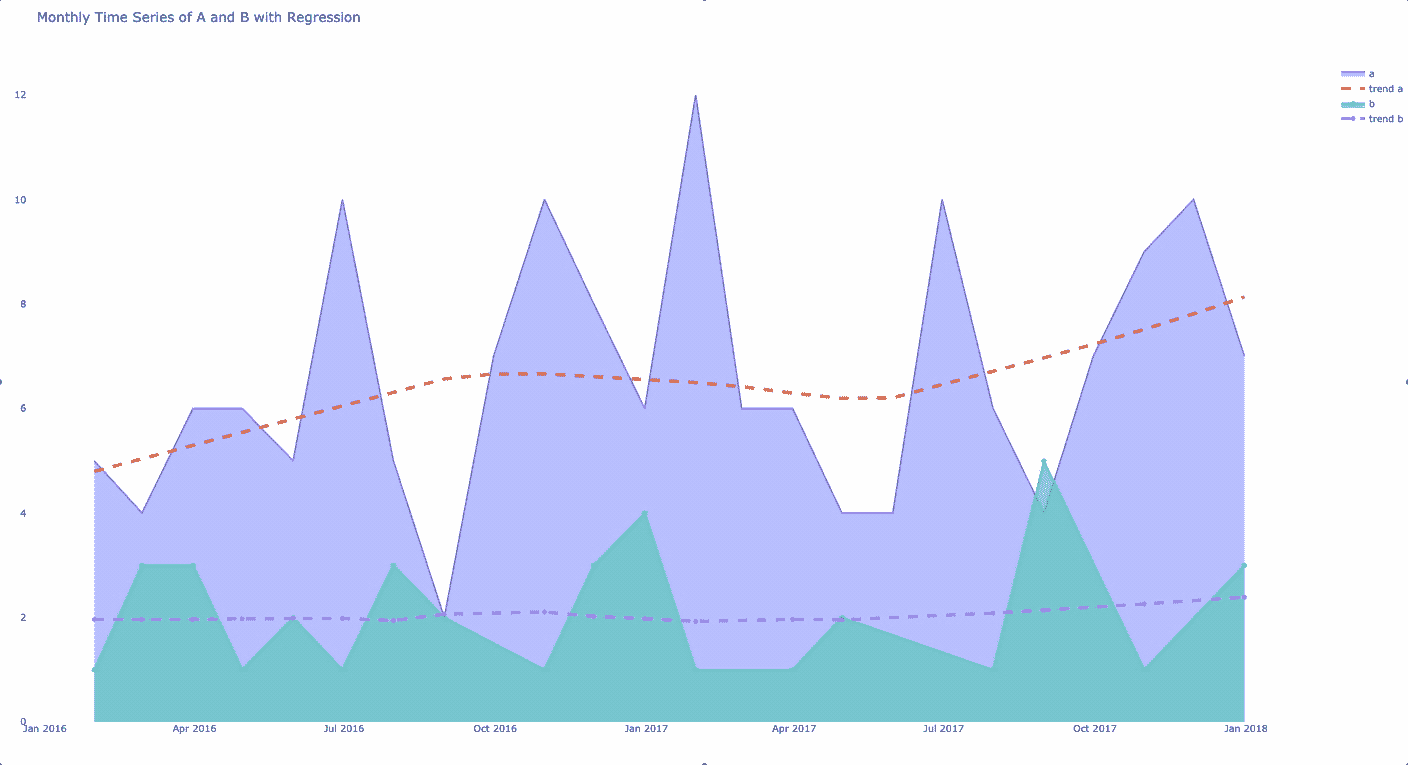 Monthly Time Series of A and B with Regression
a
trend a
b
trend b
12
10
8
6
4
2
0
Jan 2016 Apr 2016 Jul 2016 Oct 2016 Jan 2017 Apr 2017 Jul 2017 Oct 2017 Jan 2018